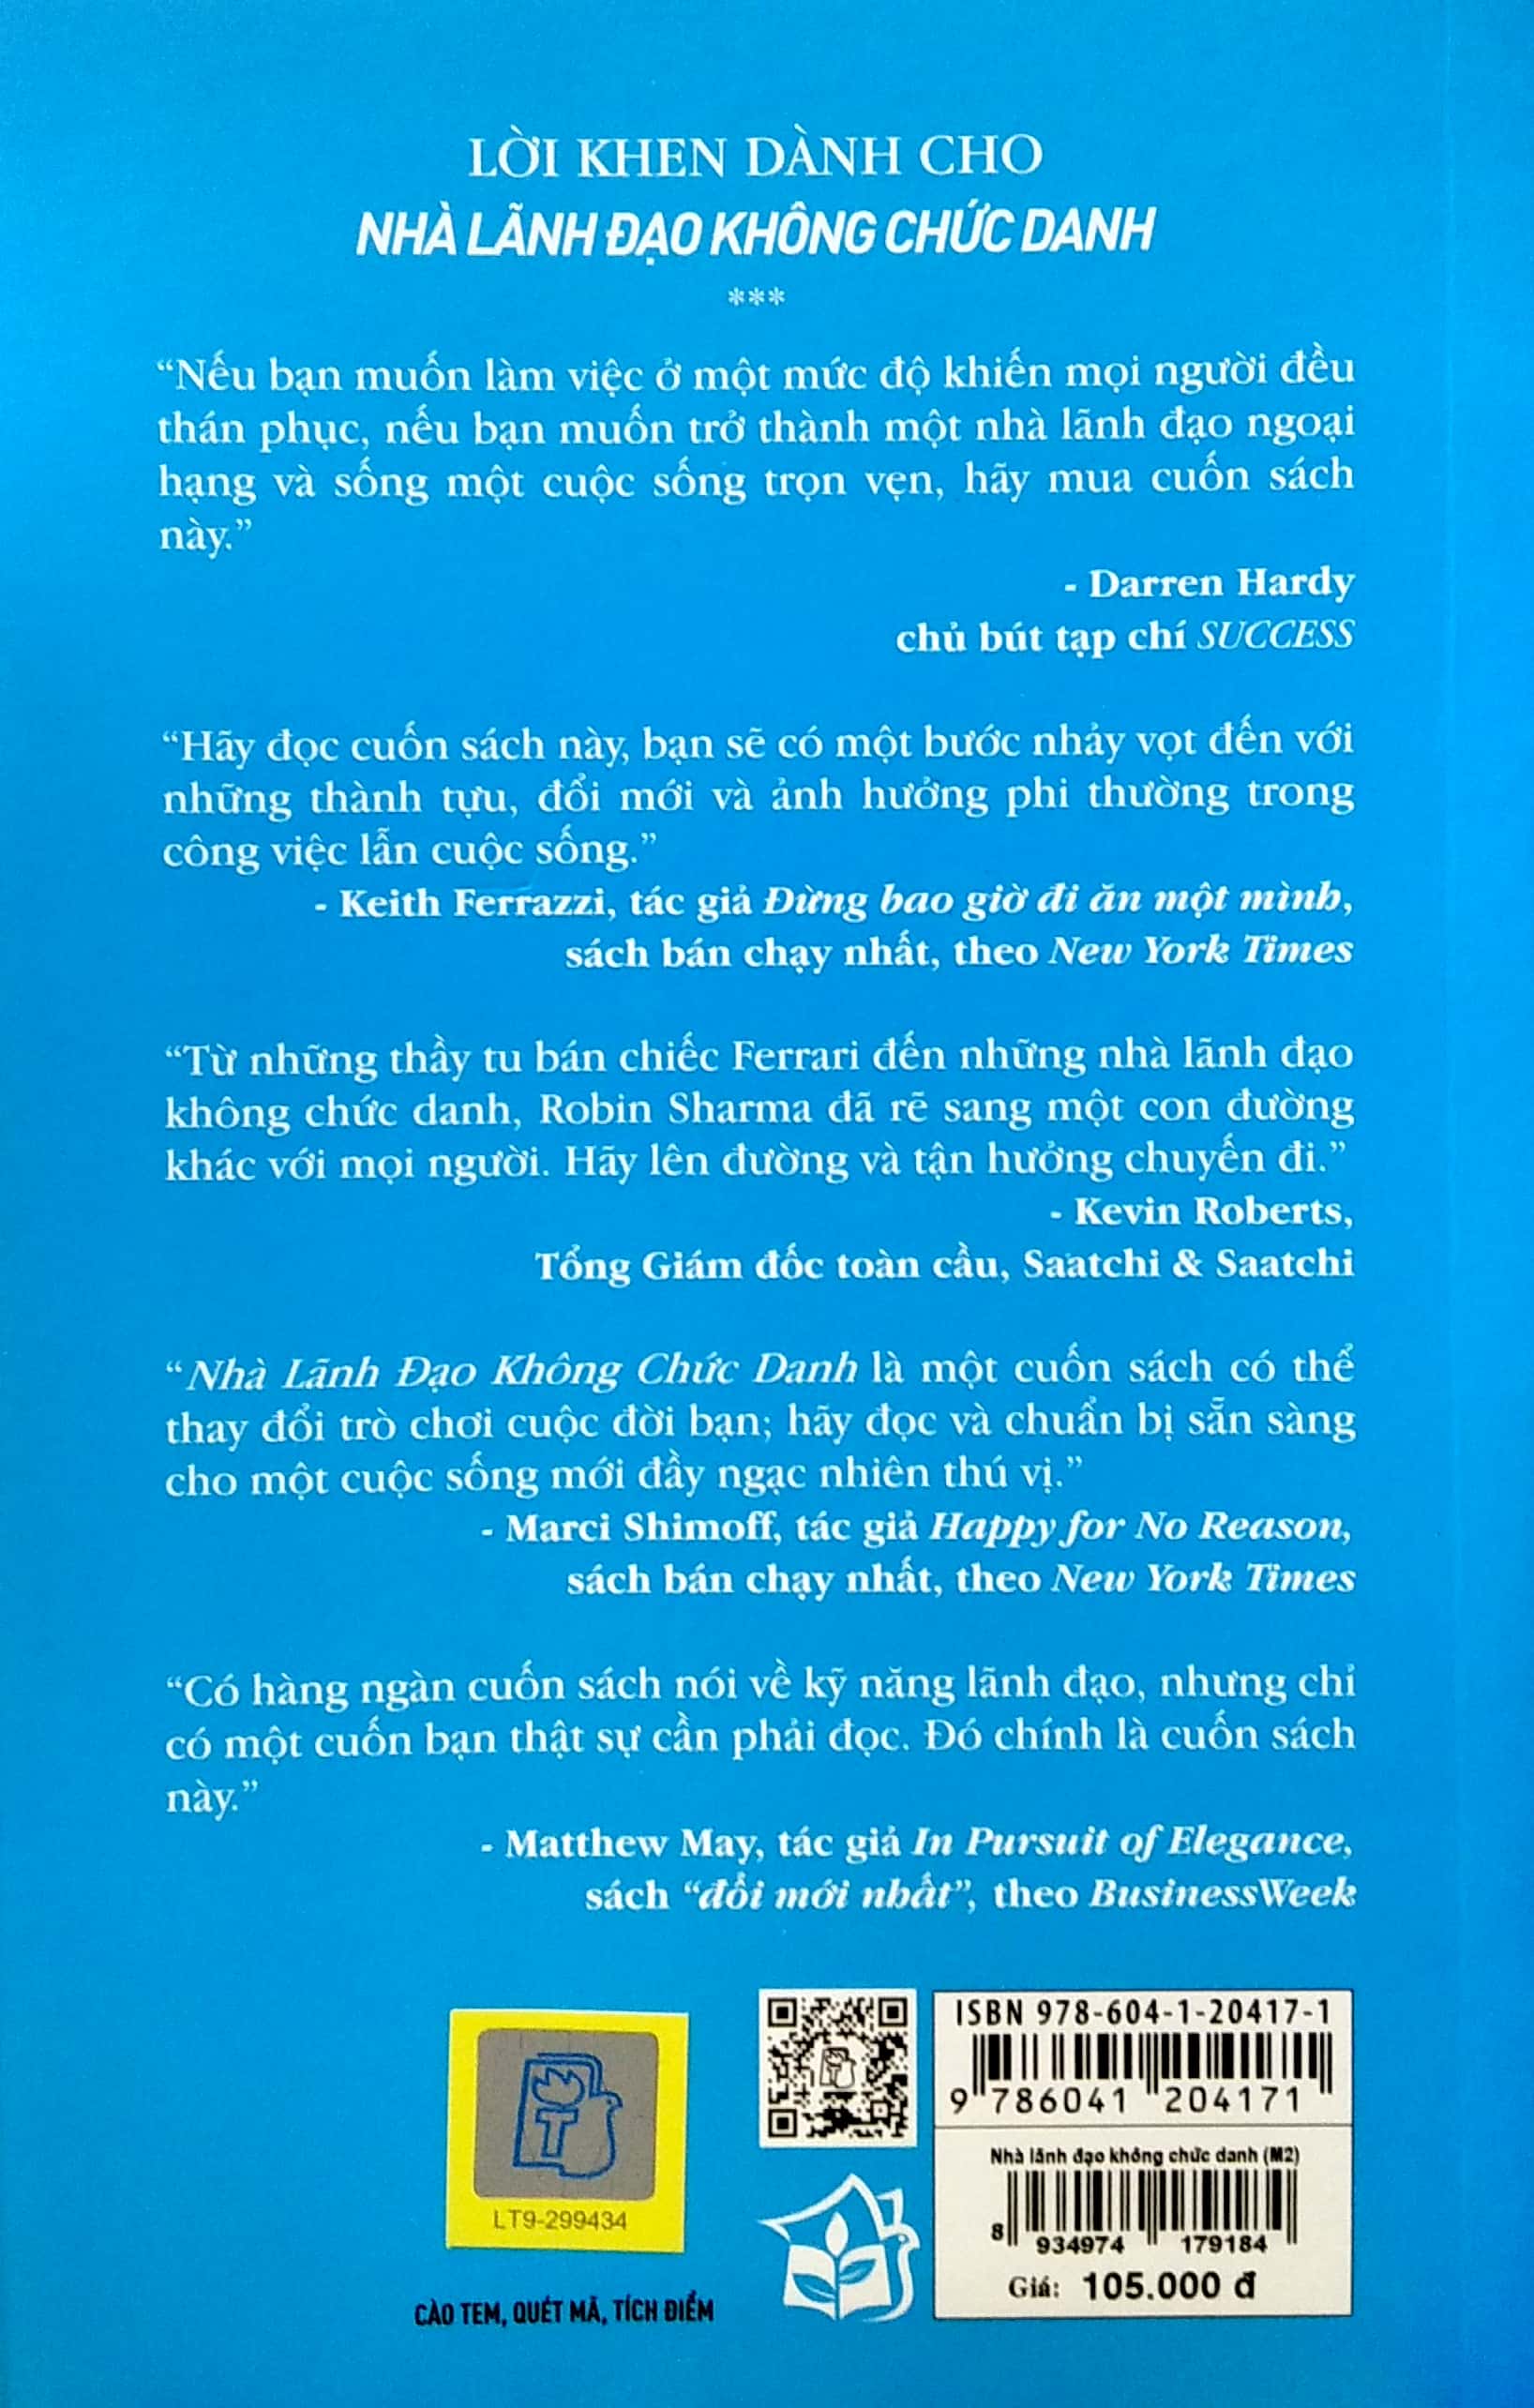 LỜI KHEN DÀNH CHO
NHÀ LÃNH ĐẠO KHÔNG CHỨC DANH
***
“Nếu bạn muốn làm việc ở một mức độ khiến mọi người đều
thán phục, nếu bạn muốn trở thành một nhà lãnh đạo ngoại
hạng và sống một cuộc sống trọn vẹn, hãy mua cuốn sách
này.”
- Darren Hardy
chủ bút tạp chí SUCCESS
“Hãy đọc cuốn sách này, bạn sẽ có một bước nhảy vọt đến với
những thành tựu, đổi mới và ảnh hưởng phi thường trong
công việc lẫn cuộc sống.”
- Keith Ferrazzi, tác giả Đừng bao giờ đi ăn một mình,
sách bán chạy nhất, theo New York Times
“Từ những thầy tu bán chiếc Ferrari đến những nhà lãnh đạo
không chức danh, Robin Sharma đã rẽ sang một con đường
khác với mọi người. Hãy lên đường và tận hưởng chuyến đi.”
- Kevin Roberts,
Tổng Giám đốc toàn cầu, Saatchi & Saatchi
“Nhà Lãnh Đạo Không Chức Danh là một cuốn sách có thể
thay đổi trò chơi cuộc đời bạn; hãy đọc và chuẩn bị sẵn sàng
cho một cuộc sống mới đầy ngạc nhiên thú vị.”
- Marci Shimoff, tác giả Happy for No Reason,
sách bán chạy nhất, theo New York Times
“Có hàng ngàn cuốn sách nói về kỹ năng lãnh đạo, nhưng chỉ
có một cuốn bạn thật sự cần phải đọc. Đó chính là cuốn sách
này.”
- Matthew May, tác giả In Pursuit of Elegance,
sách “đổi mới nhất”, theo BusinessWeek
T
LT9-299434
CÀO TEM, QUÉT MÃ, TÍCH ĐIỂM
ISBN 978-604-1-20417-1
9 786041 204171
Nhà lãnh đạo không chức danh (M2)
8 934974 179184
Giá: 105.000 đ